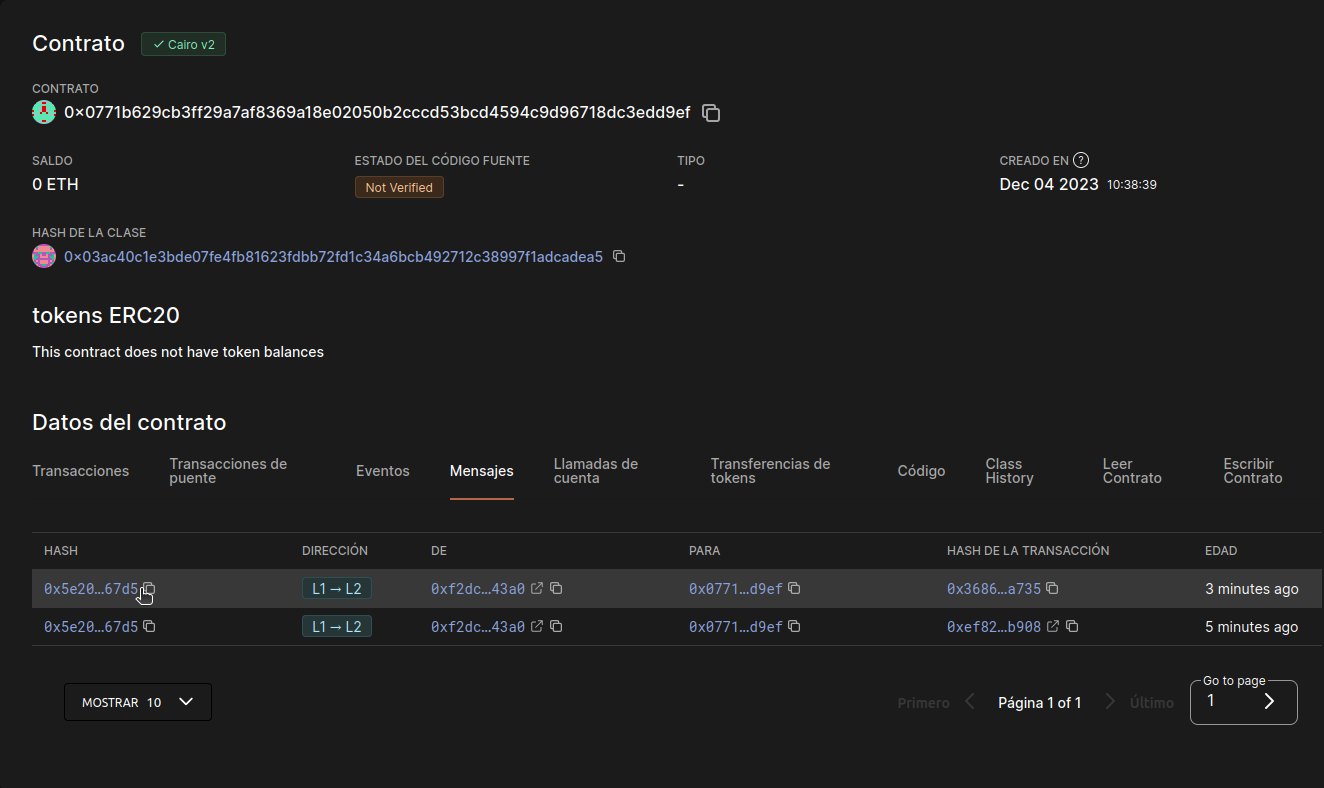 Contrato
Cairo v2
CONTRATO
0x0771b629cb3ff29a7af8369a18e02050b2cccd53bcd4594c9d96718dc3edd9ef
SALDO
ESTADO DEL CÓDIGO FUENTE
TIPO
CREADO EN ?
0 ETH
Not Verified
-
Dec 04 2023 10:38:39
HASH DE LA CLASE
0x03ac40c1e3bde07fe4fb81623fdbb72fd1c34a6bcb492712c38997f1adcadea5
tokens ERC20
This contract does not have token balances
Datos del contrato
Transacciones
Transacciones de
puente
Eventos
Mensajes
Llamadas de
cuenta
Transferencias de
tokens
Código
Class
History
Leer
Contrato
Escribir
Contrato
HASH DIRECCIÓN DE PARA HASH DE LA TRANSACCIÓN EDAD
0x5e20…67d5 L1→L2 0xf2dc…43a0 0x0771…d9ef 0x3686…a735 3 minutes ago
0x5e20…67d5 L1→L2 0xf2dc…43a0 0x0771…d9ef 0xef82…b908 5 minutes ago
MOSTRAR 10
Primero
Página 1 of 1
Último
Go to page
1